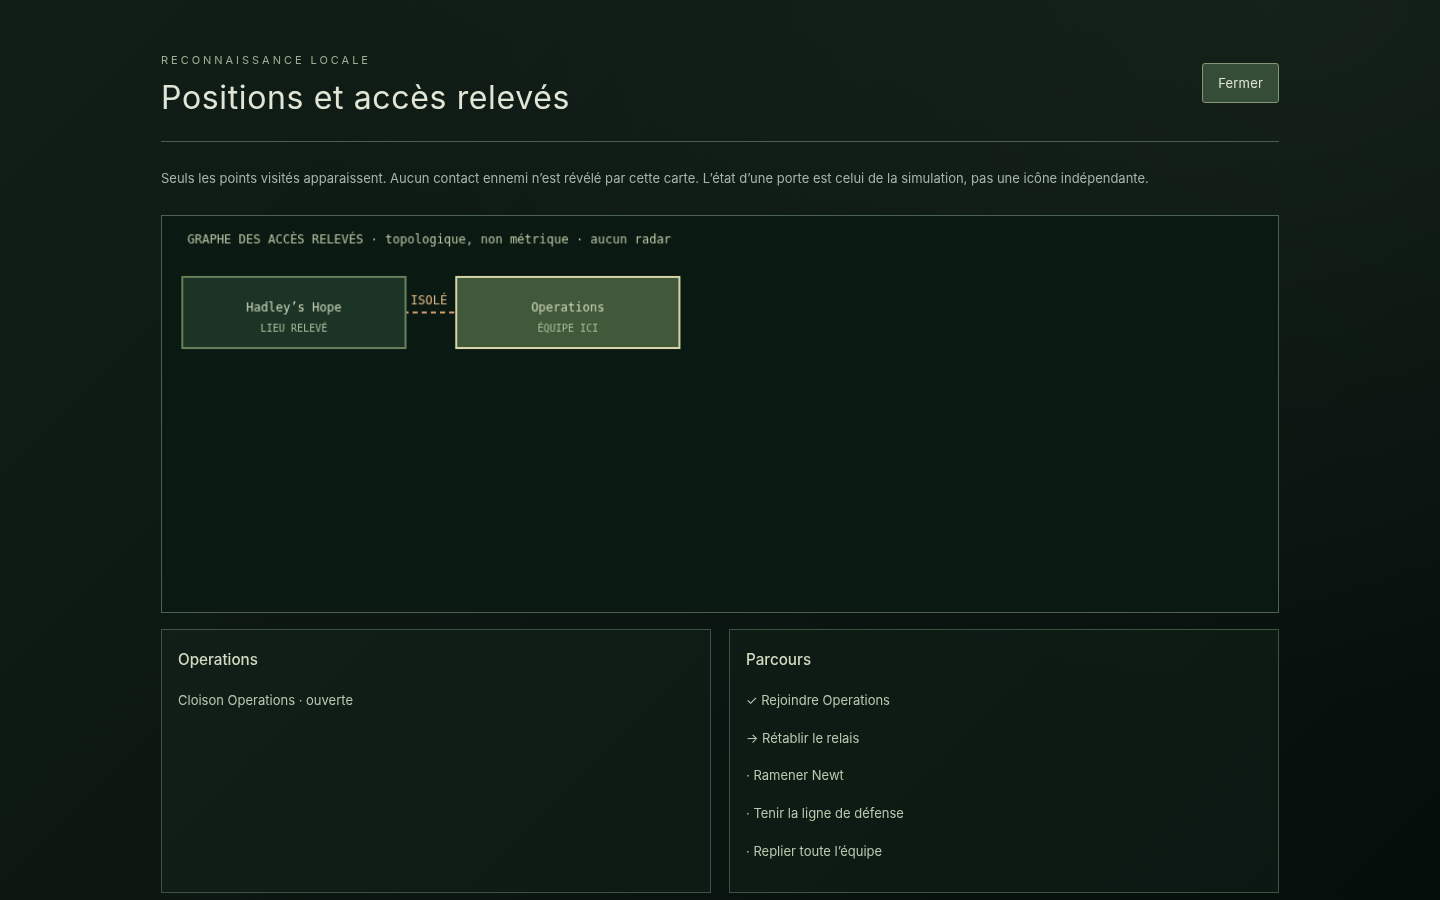 RECONNAISSANCE LOCALE
Positions et accès relevés
Fermer
Seuls les points visités apparaissent. Aucun contact ennemi n’est révélé par cette carte. L’état d’une porte est celui de la simulation, pas une icône indépendante.
GRAPHE DES ACCÈS RELEVÉS · topologique, non métrique · aucun radar
Hadley’s Hope
LIEU RELEVÉ
ISOLÉ
Operations
ÉQUIPE ICI
Operations
Cloison Operations · ouverte
Parcours
✓ Rejoindre Operations
→ Rétablir le relais
· Ramener Newt
· Tenir la ligne de défense
· Replier toute l’équipe